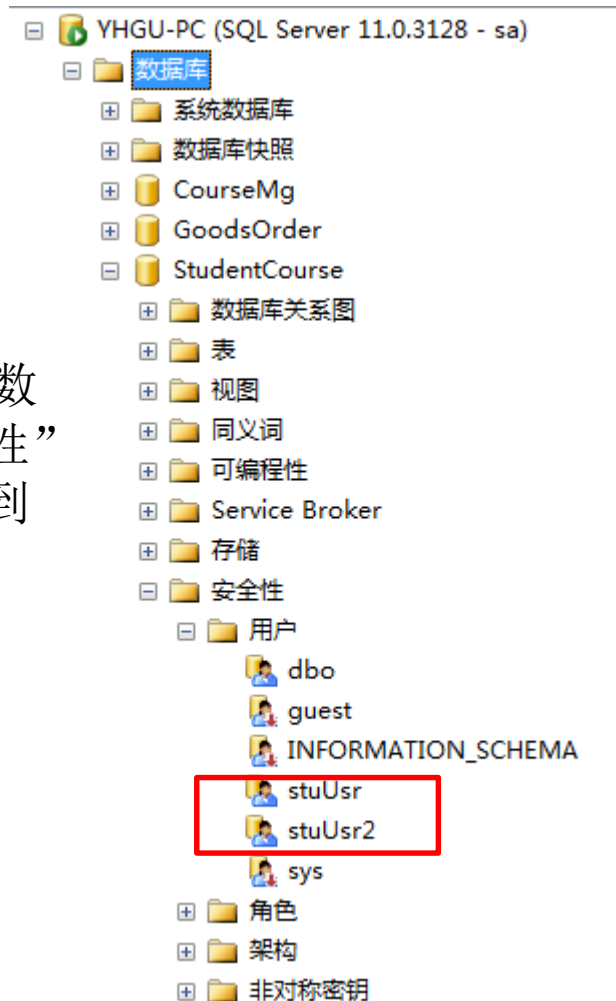 YHGU-PC (SQL Server 11.0.3128 - sa)
数据库
系统数据库
数据库快照
CourseMg
GoodsOrder
StudentCourse
数据库关系图
表
视图
同义词
可编程性
Service Broker
存储
安全性
用户
dbo
guest
INFORMATION_SCHEMA
stuUsr
stuUsr2
sys
角色
架构
非对称密钥
数
性”
到